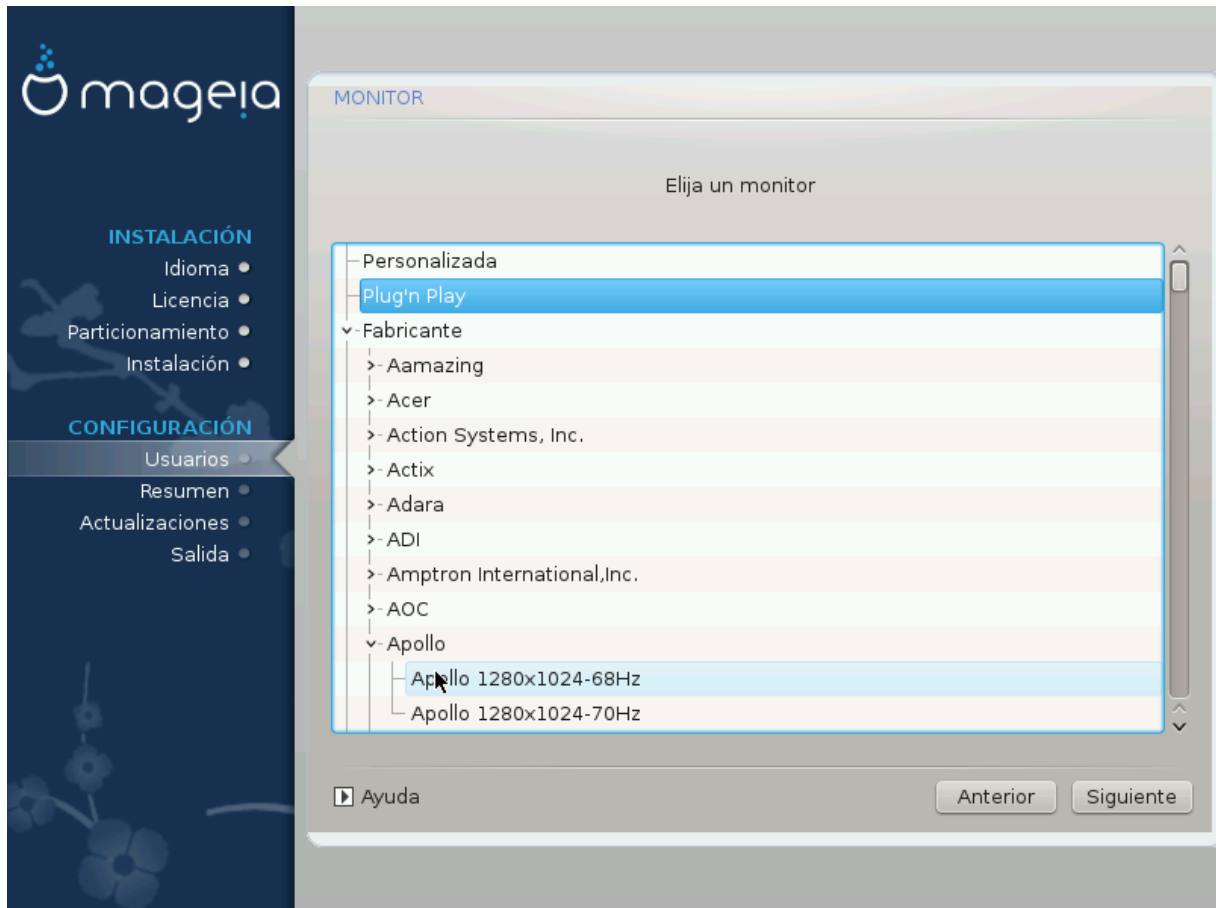 mageia
INSTALACIÓN
Idioma
Licencia
Particionamiento
Instalación
CONFIGURACIÓN
Usuarios
Resumen
Actualizaciones
Salida
MONITOR
Elija un monitor
Personalizada
Plug'n Play
Fabricante
Aamazing
Acer
Action Systems, Inc.
Actix
Adara
ADI
Amptron International,Inc.
AOC
Apollo
Apollo 1280x1024-68Hz
Apollo 1280x1024-70Hz
Ayuda
Anterior
Siguiente